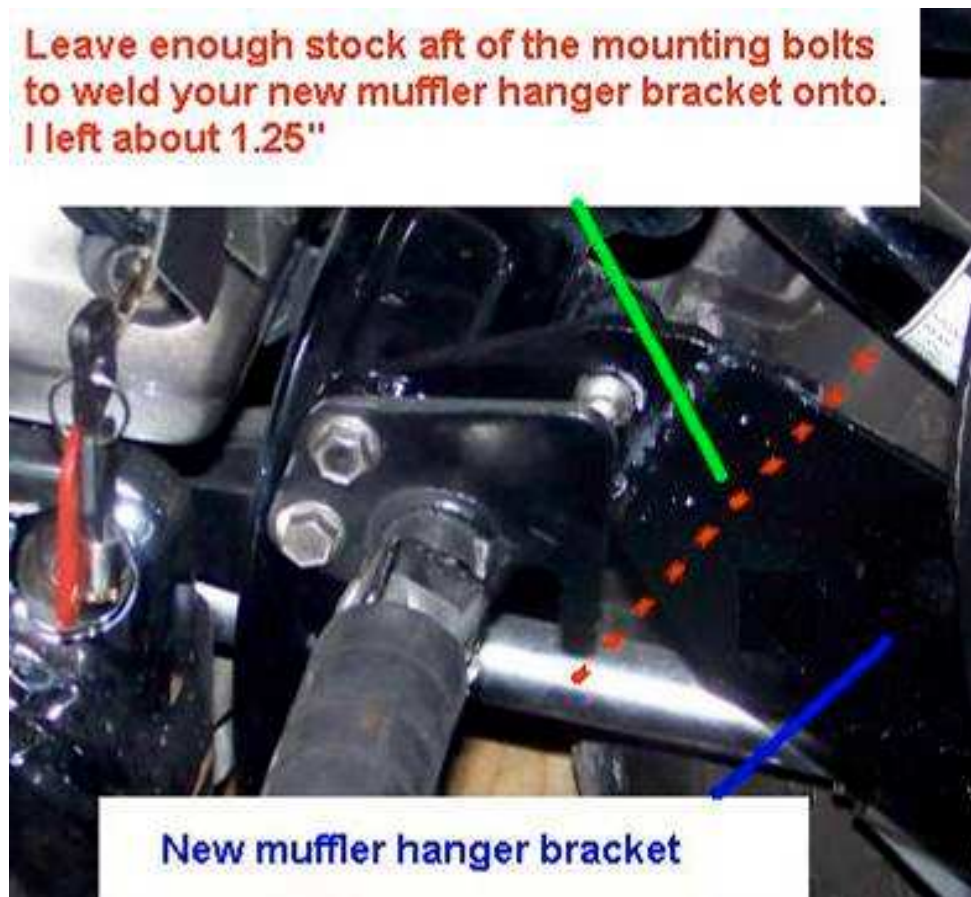 Leave enough stock aft of the mounting bolts
to weld your new muffler hanger bracket onto.
I left about 1.25"
New muffler hanger bracket